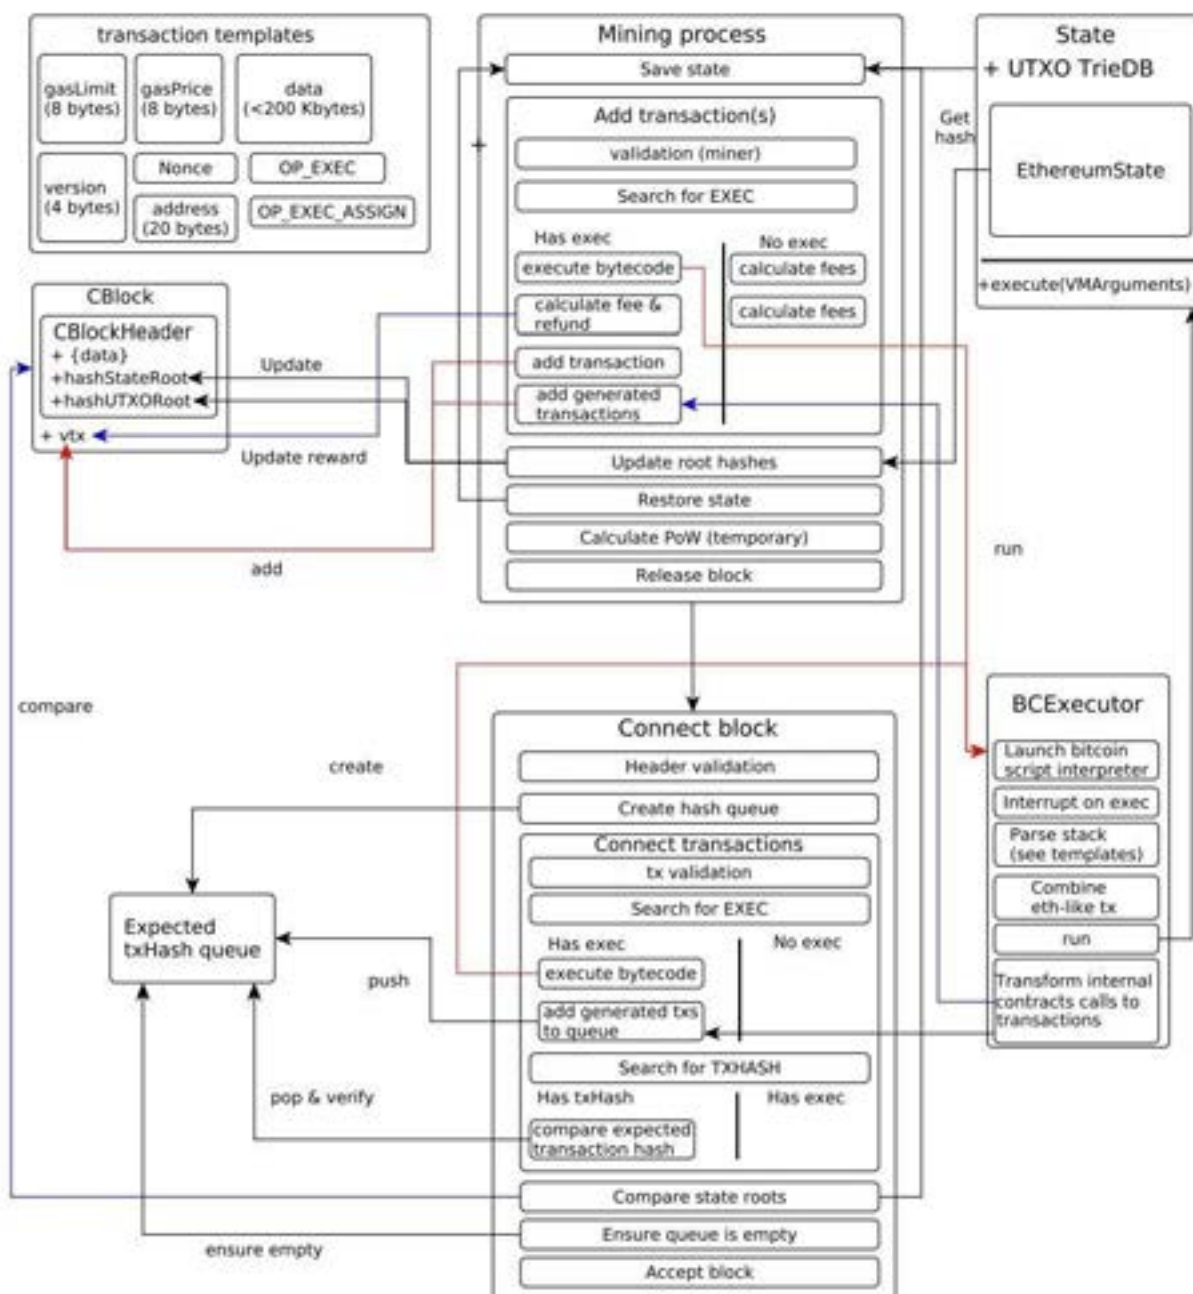 transaction templates
gasLimit
(8 bytes)
gasPrice
(8 bytes)
data
(<200 Kbytes)
version
(4 bytes)
Nonce
OP_EXEC
address
(20 bytes)
OP_EXEC_ASSIGN
Mining process
Save state
+
Add transaction(s)
validation (miner)
Search for EXEC
Has exec
No exec
execute bytecode
calculate fees
calculate fee &
refund
calculate fees
add transaction
add generated
transactions
Update root hashes
Restore state
Calculate PoW (temporary)
Release block
State
+ UTXO TrieDB
Get
hash
EthereumState
+execute(VMArguments)
CBlock
CBlockHeader
+ {data}
+hashStateRoot
+hashUTXORoot
+ vtx
Update
Update reward
add
run
compare
create
Connect block
Header validation
Create hash queue
Connect transactions
tx validation
Search for EXEC
Has exec
No exec
execute bytecode
add generated txs
to queue
Search for TXHASH
Has txHash
Has exec
compare expected
transaction hash
Compare state roots
Ensure queue is empty
Accept block
Expected
txHash queue
push
pop & verify
ensure empty
BCExecutor
Launch bitcoin
script interpreter
Interrupt on exec
Parse stack
(see templates)
Combine
eth-like tx
run
Transform internal
contracts calls to
transactions